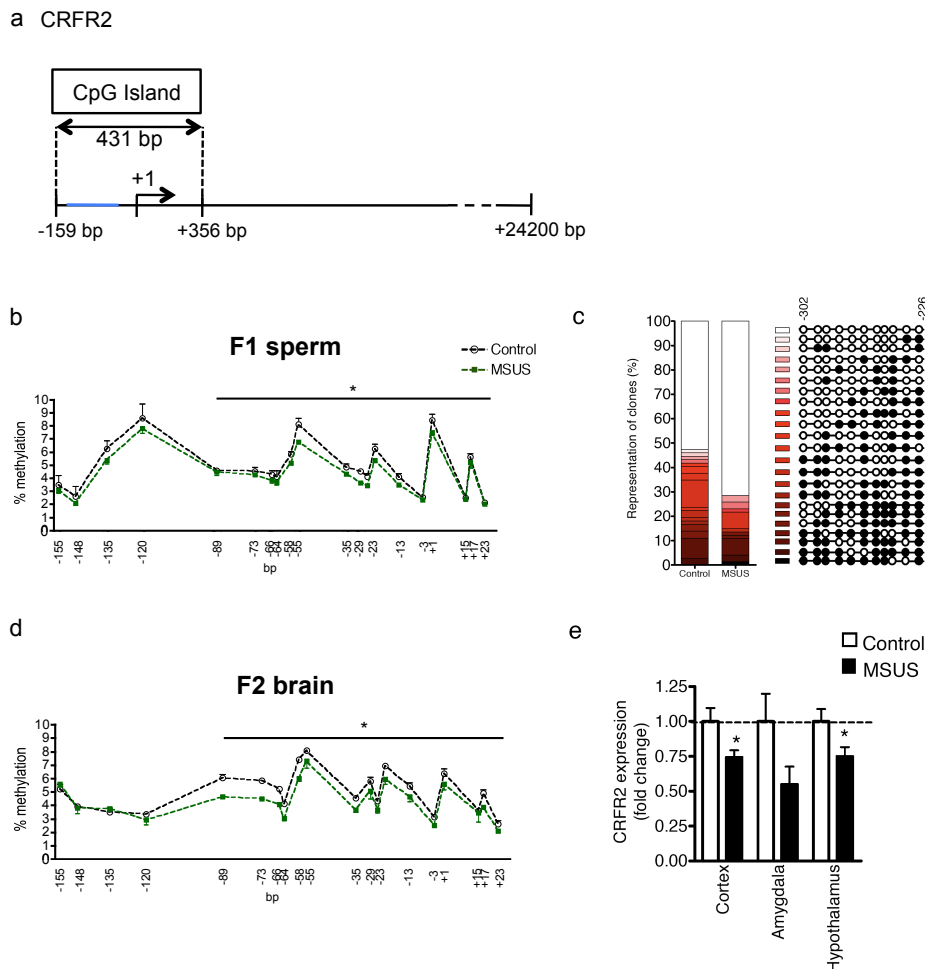 a CRFR2
CpG Island
431 bp
+1
-159 bp +356 bp +24200 bp
b
F1 sperm
Control
MSUS
*
% methylation
10
9
8
7
6
5
4
3
2
1
0
-155 -148 -135 -120 -89 -73 -66 -64 -58 -55 -35 -29 -23 -13 -3 +1 +15 +17 +23
bp
c
-302 -226
Representation of clones (%)
100
90
80
70
60
50
40
30
20
10
0
Control MSUS
d
F2 brain
*
% methylation
10
9
8
7
6
5
4
3
2
1
0
-155 -148 -135 -120 -89 -73 -66 -64 -58 -55 -35 -29 -23 -13 -3 +1 +15 +17 +23
bp
e
Control
MSUS
CRFR2 expression
(fold change)
1.25
1.00
0.75
0.50
0.25
0.00
* *
Cortex Amygdala Hypothalamus